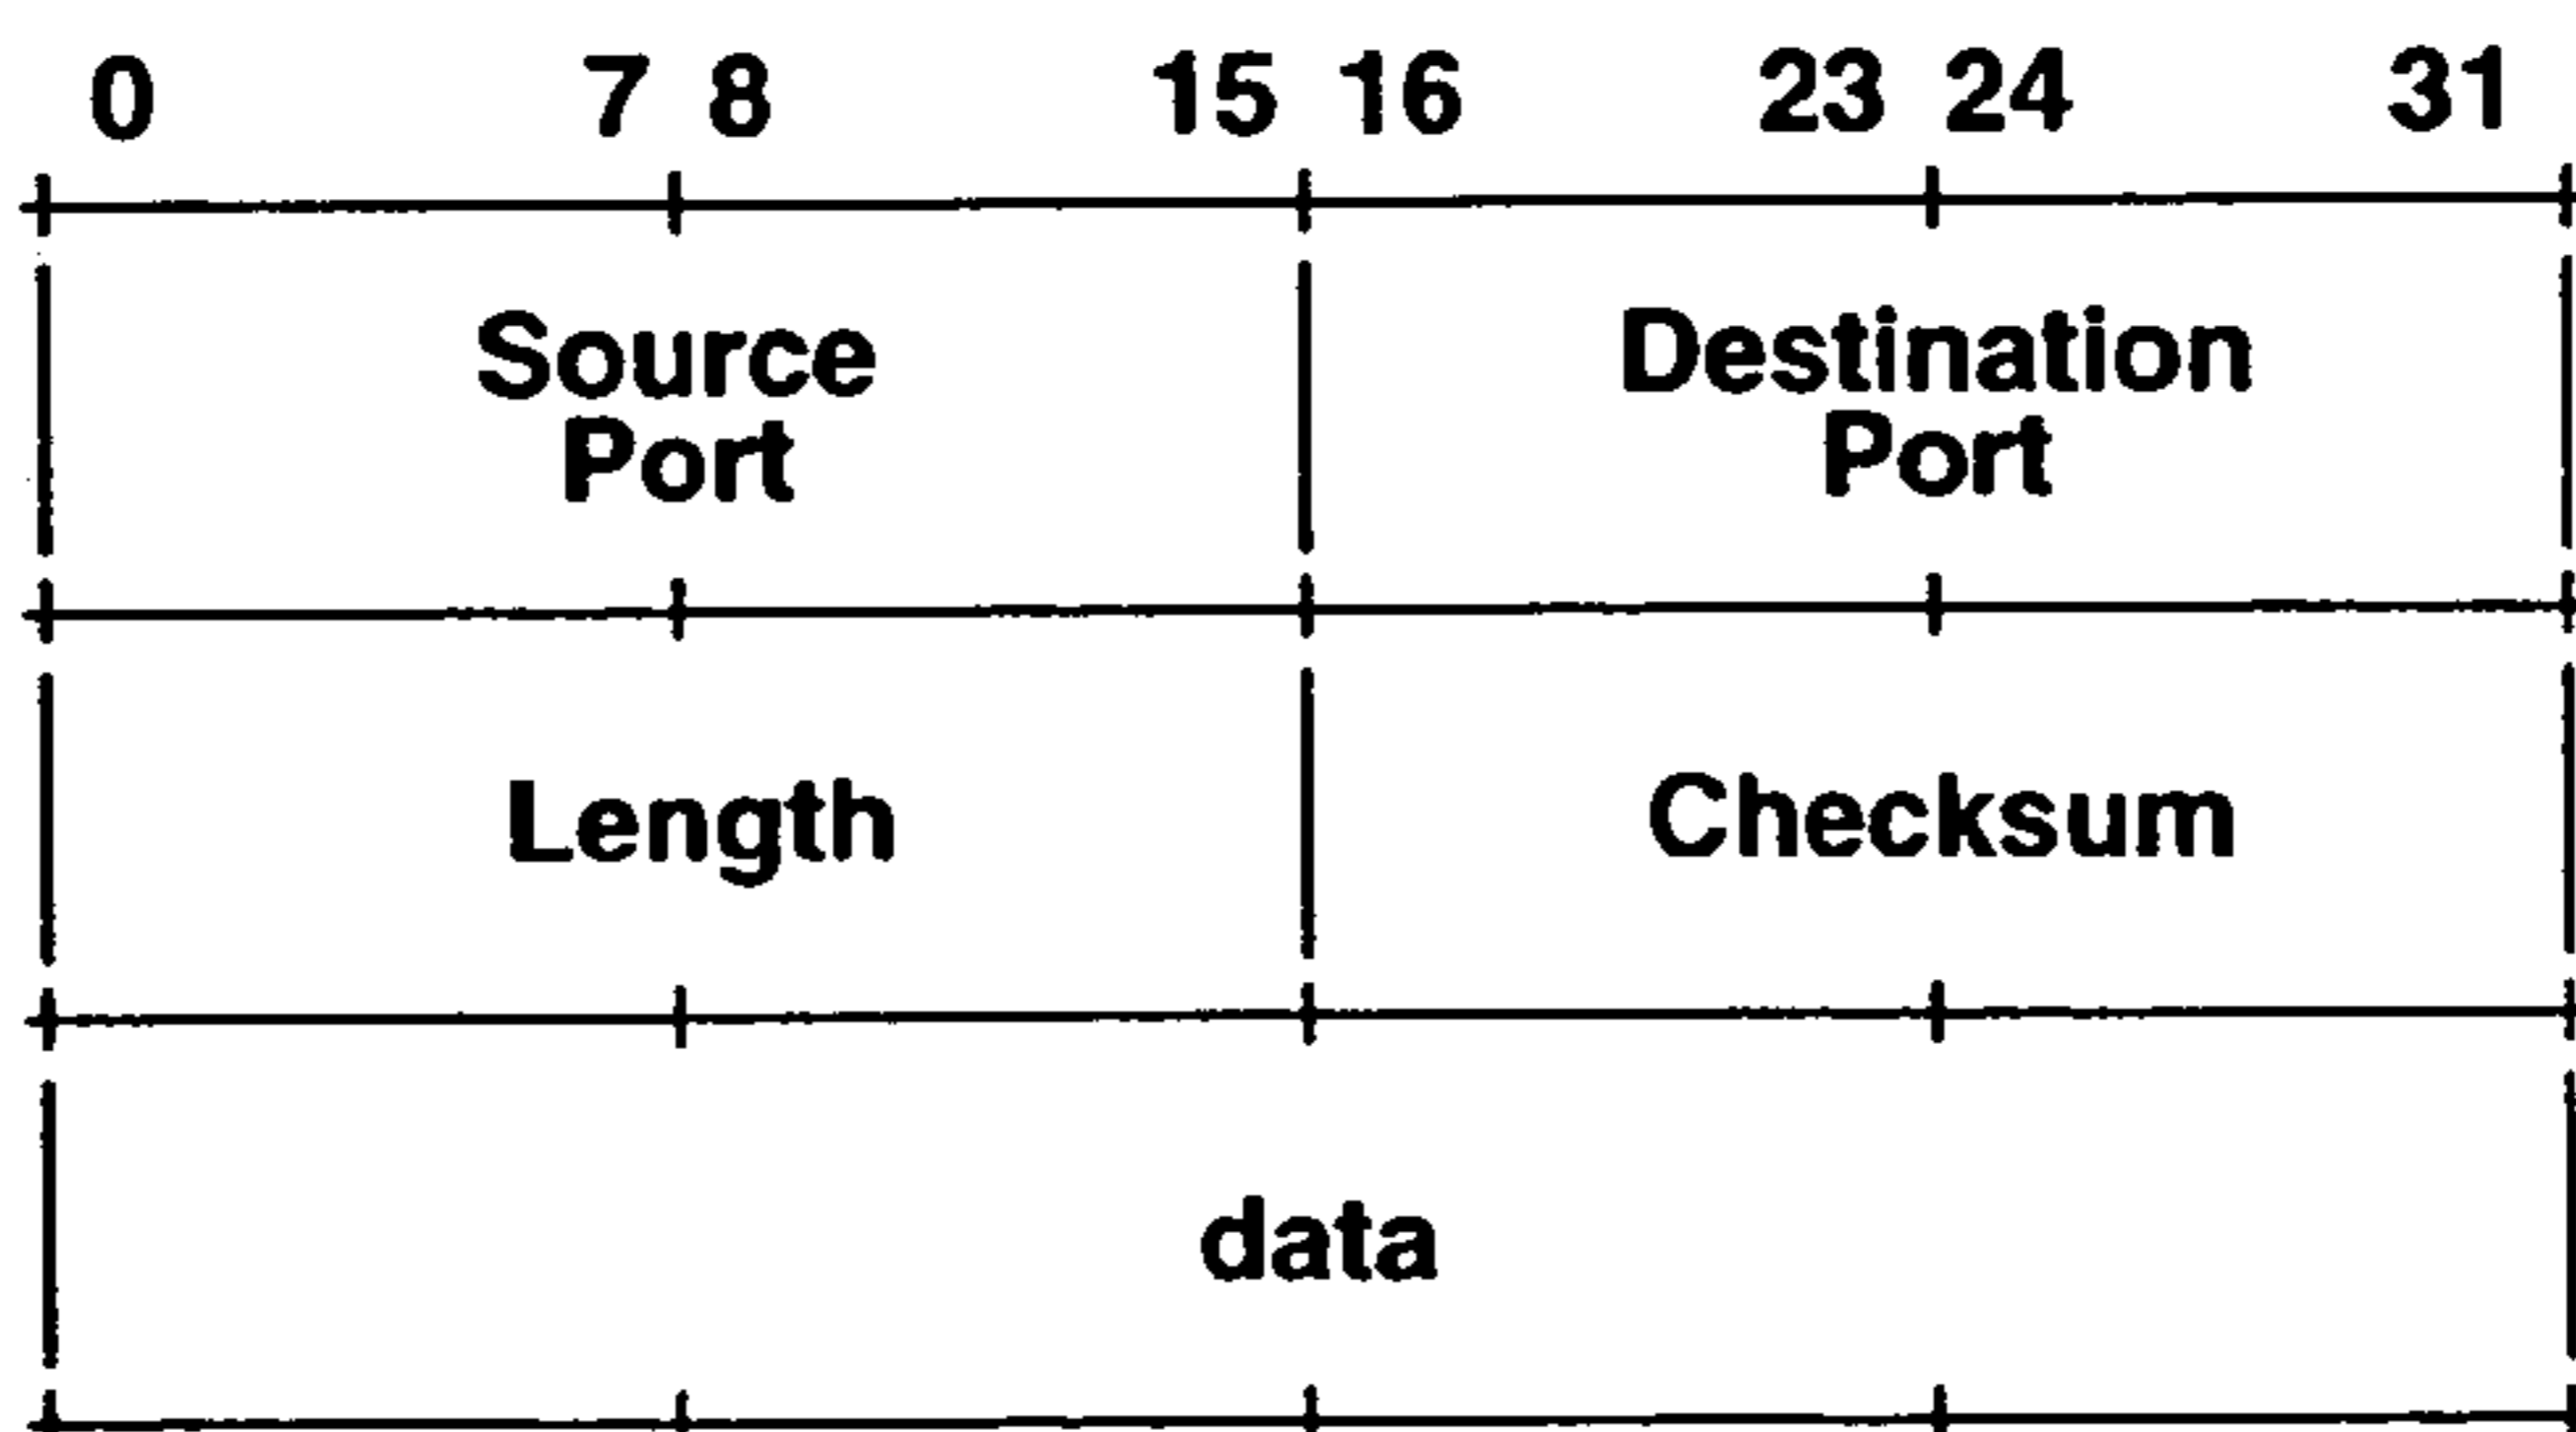 0 7 8 15 16 23 24 31
Source Destination
Port Port
Length Checksum
data